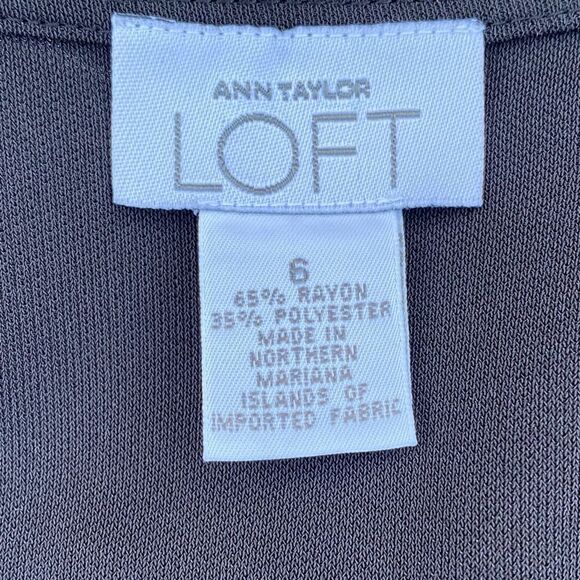 ANN TAYLOR
LOFT
6
65% RAYON
35% POLYESTER
MADE IN
NORTHERN
MARIANA
ISLANDS OF
IMPORTED FABRIC